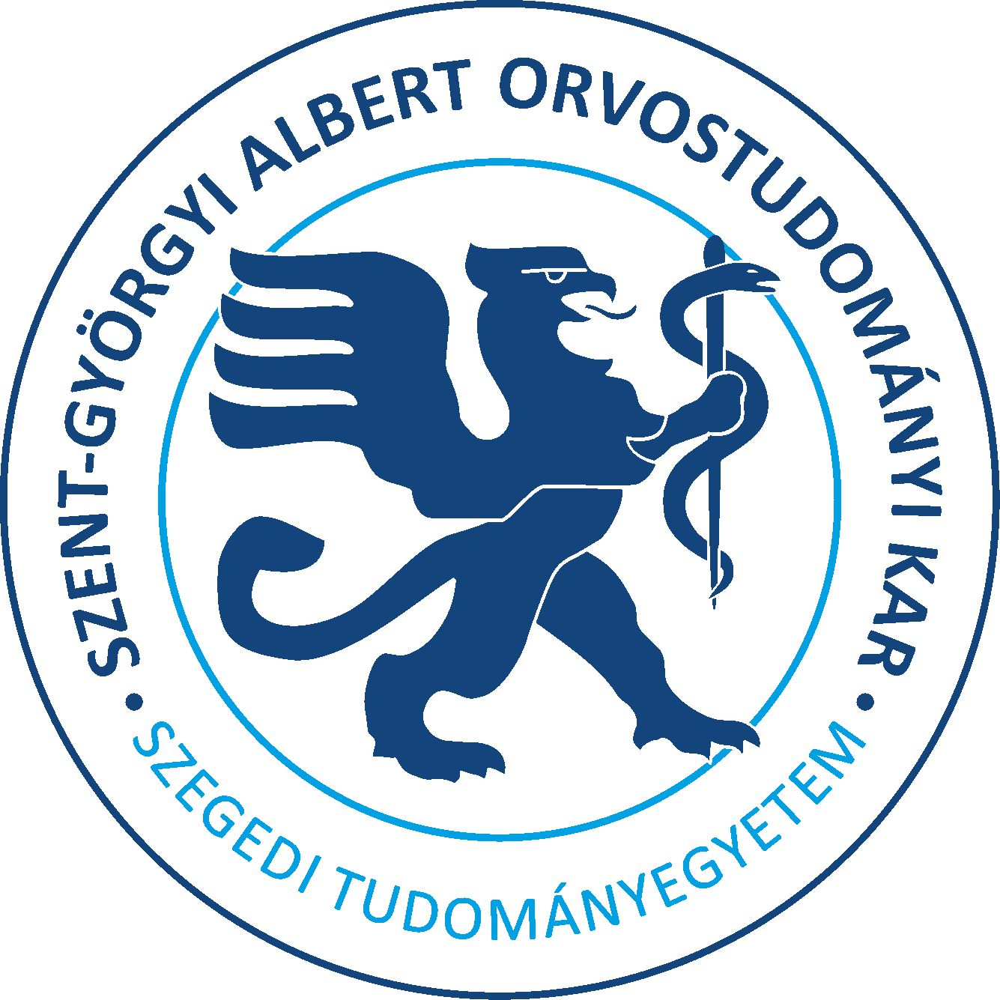 SZENT-GYÖRGYI ALBERT ORVOSTUDOMÁNYI KAR
• SZEGEDI TUDOMÁNYEGYETEM •